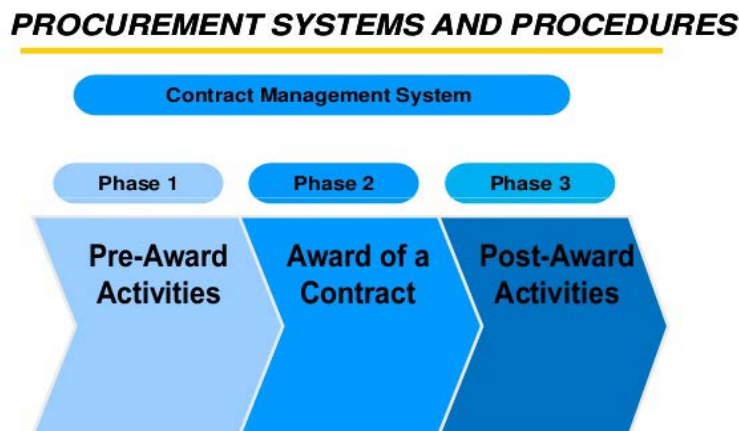 PROCUREMENT SYSTEMS AND PROCEDURES
Contract Management System
Phase 1
Phase 2
Phase 3
Pre-Award
Activities
Award of a
Contract
Post-Award
Activities